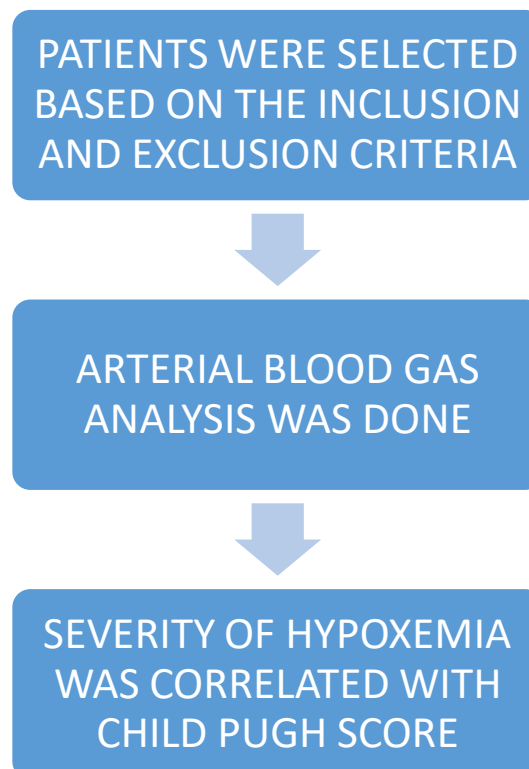 PATIENTS WERE SELECTED
BASED ON THE INCLUSION
AND EXCLUSION CRITERIA
ARTERIAL BLOOD GAS
ANALYSIS WAS DONE
SEVERITY OF HYPOXEMIA
WAS CORRELATED WITH
CHILD PUGH SCORE